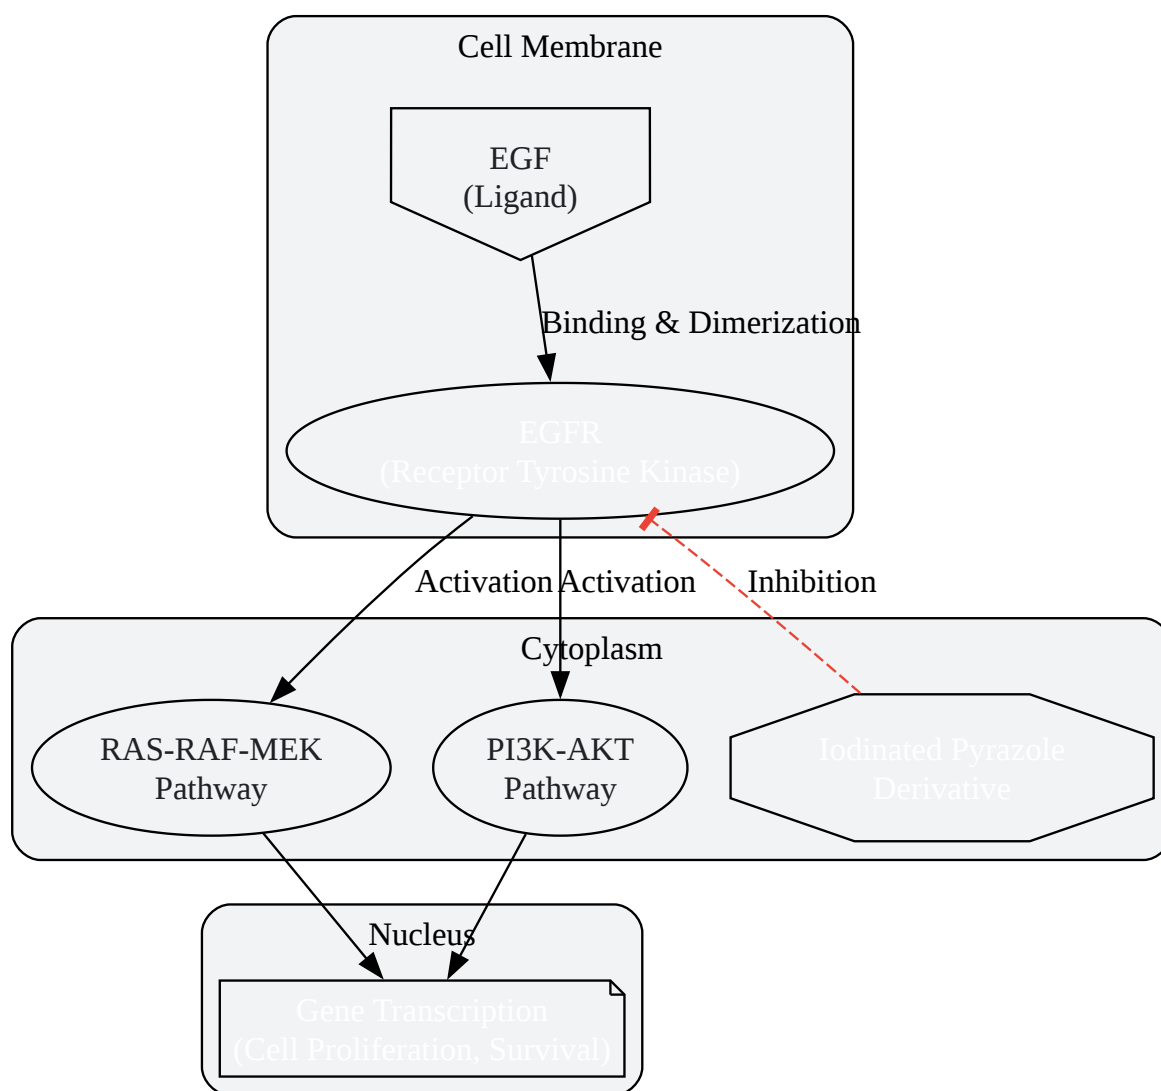 Cell Membrane
EGF
(Ligand)
Binding & Dimerization
EGFR
(Receptor Tyrosine Kinase)
Activation
Activation
Inhibition
Cytoplasm
RAS-RAF-MEK
Pathway
PI3K-AKT
Pathway
Iodinated Pyrazole
Derivative
Nucleus
Gene Transcription
(Cell Proliferation, Survival)